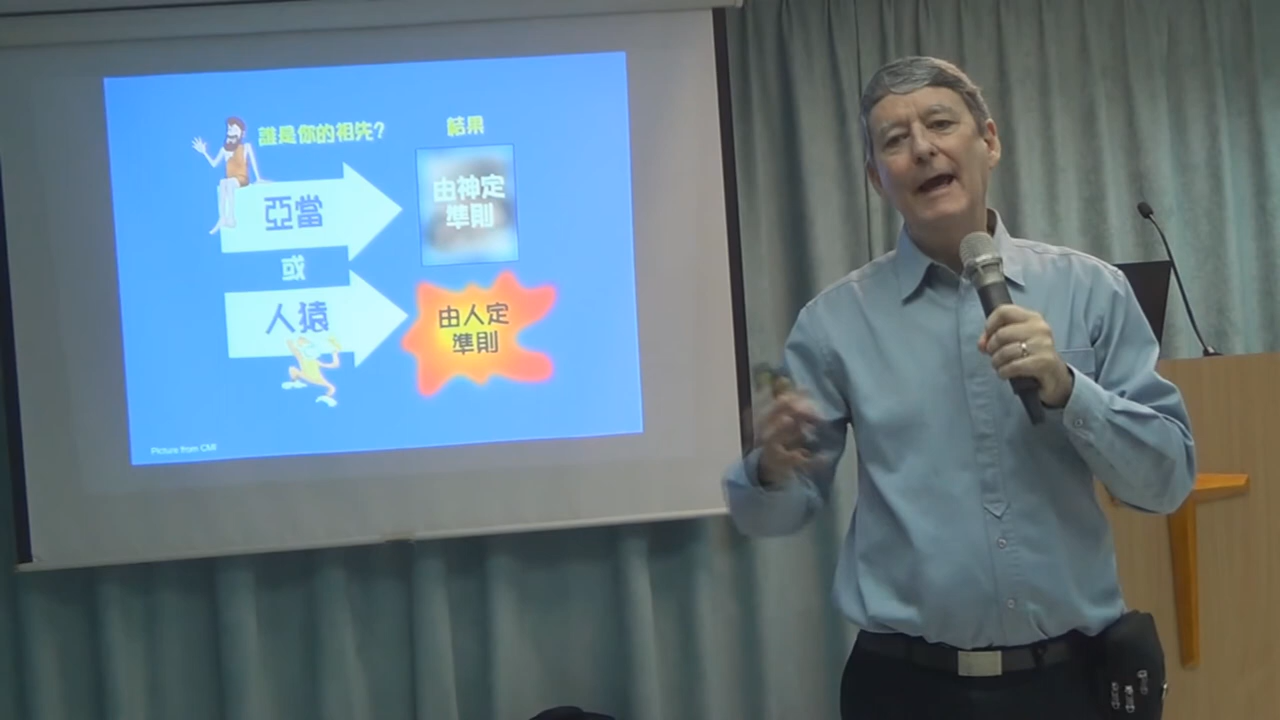 誰是你的祖先?
結果
亞當
由神定
準則
或
人猿
由人定
準則
Picture from CMI